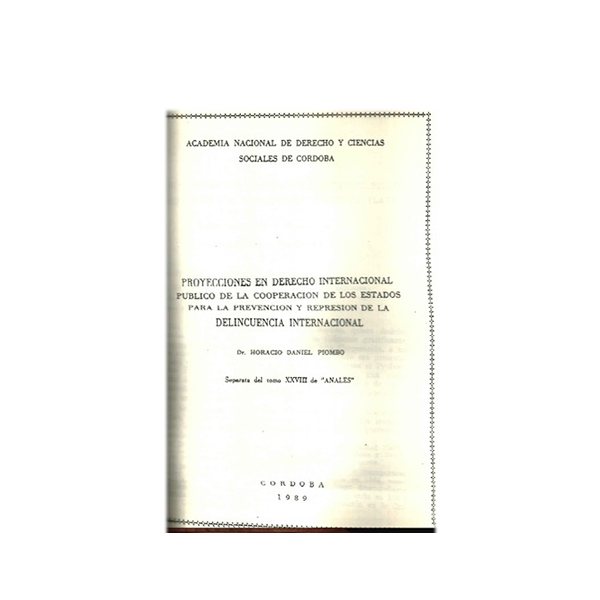 ACADEMIA NACIONAL DE DERECHO Y CIENCIAS
SOCIALES DE CORDOBA
PROYECCIONES EN DERECHO INTERNACIONAL
PUBLICO DE LA COOPERACION DE LOS ESTADOS
PARA LA PREVENCION Y REPRESION DE LA
DELINCUENCIA INTERNACIONAL
Dr. HORACIO DANIEL PIOMBO
Separata del tomo XXVIII de "ANALES"
CORDOBA
1989